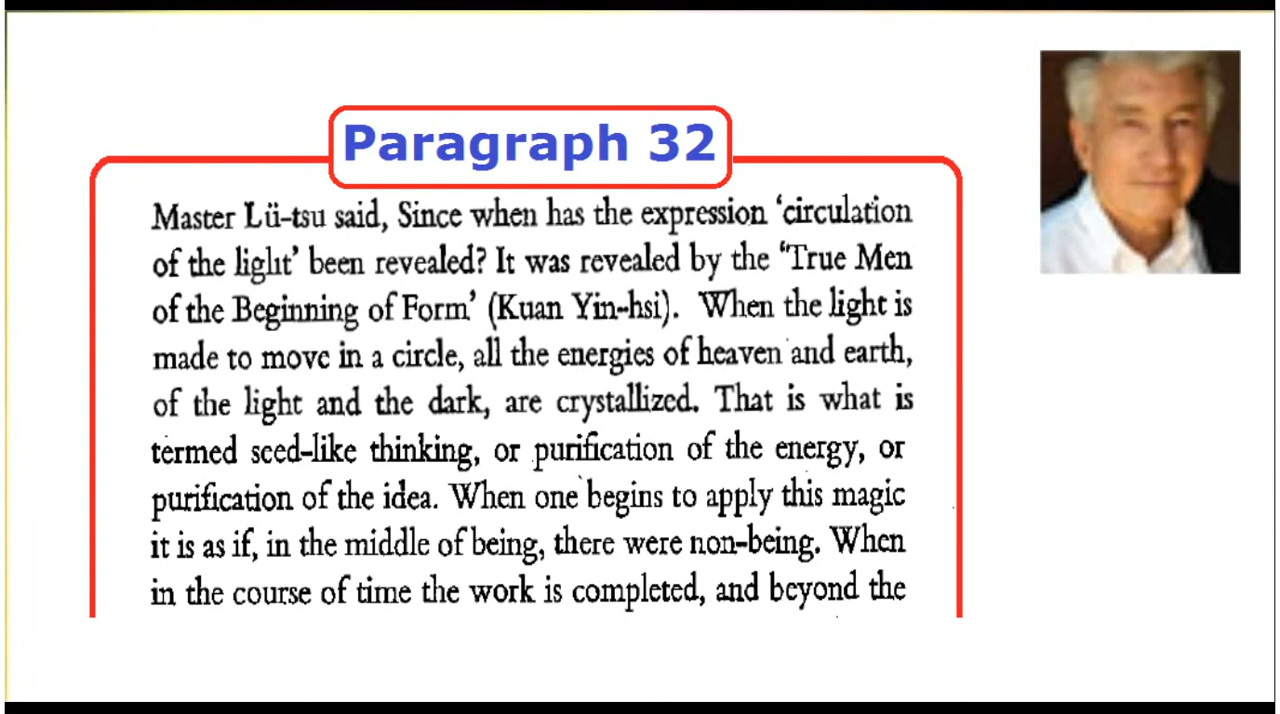 Paragraph 32
Master Lü-tsu said, Since when has the expression ‘circulation
of the light’ been revealed? It was revealed by the ‘True Men
of the Beginning of Form’ (Kuan Yin-hsi). When the light is
made to move in a circle, all the energies of heaven and earth,
of the light and the dark, are crystallized. That is what is
termed seed-like thinking, or purification of the energy, or
purification of the idea. When one begins to apply this magic
it is as if, in the middle of being, there were non-being. When
in the course of time the work is completed, and beyond the